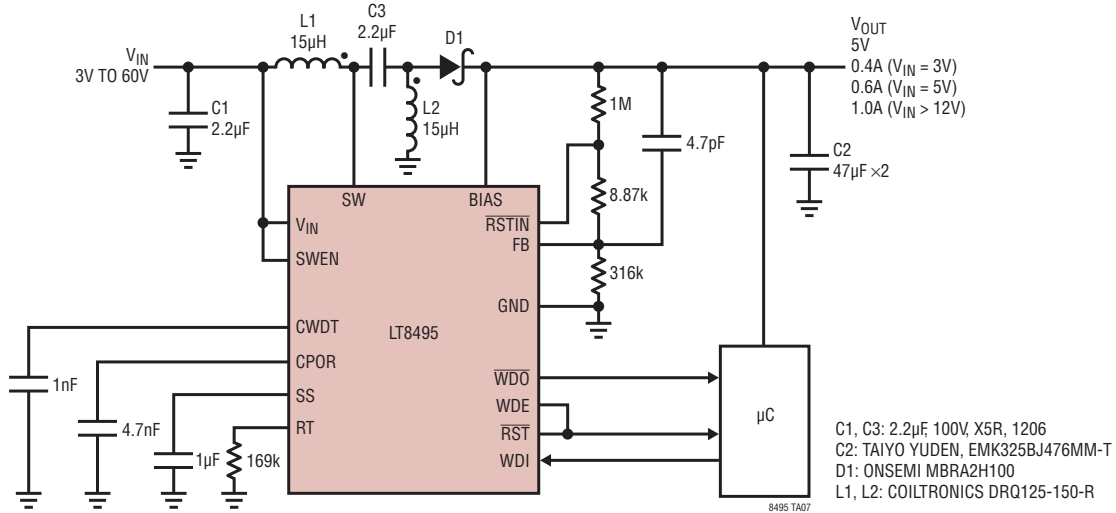 L1
15µH
C3
2.2µF
D1
VIN
3V TO 60V
VOUT
5V
0.4A (VIN = 3V)
0.6A (VIN = 5V)
1.0A (VIN > 12V)
C1
2.2µF
L2
15µH
1M
4.7pF
C2
47µF ×2
SW
BIAS
VIN
SWEN
RSTIN
8.87k
FB
316k
GND
CWDT
LT8495
CPOR
SS
RT
WDO
WDE
RST
WDI
µC
1nF
4.7nF
1µF
169k
C1, C3: 2.2µF, 100V, X5R, 1206
C2: TAIYO YUDEN, EMK325BJ476MM-T
D1: ONSEMI MBRA2H100
L1, L2: COILTRONICS DRQ125-150-R
8495 TA07